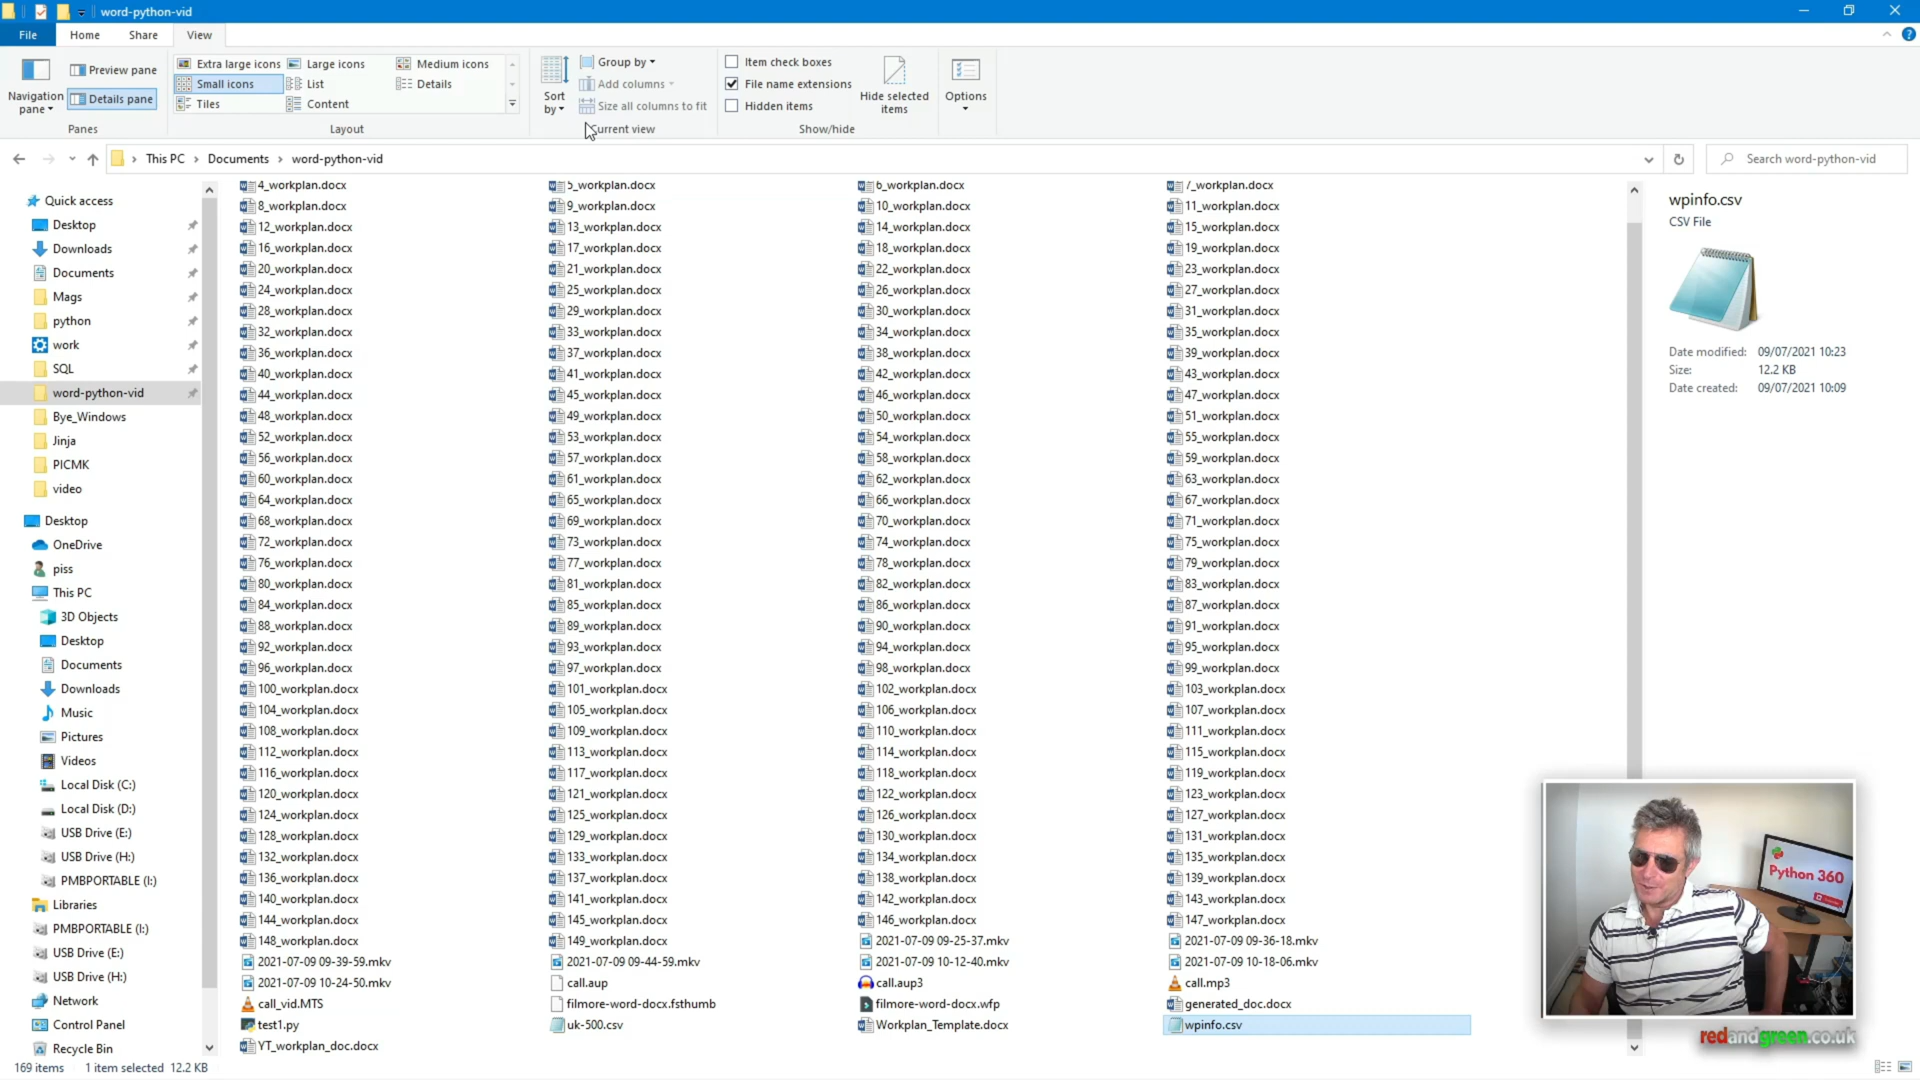 word-python-vid
File Home Share View
Navigation pane
Preview pane
Details pane
Panes
Extra large icons Large icons Medium icons
Small icons List Details
Tiles Content
Layout
Sort by
Group by
Add columns
Size all columns to fit
Current view
Item check boxes
File name extensions
Hidden items
Hide selected items
Show/hide
Options
This PC Documents word-python-vid
Search word-python-vid
Quick access
Desktop
Downloads
Documents
Mags
python
work
SQL
word-python-vid
Bye_Windows
Jinja
PICMK
video
Desktop
OneDrive
piss
This PC
3D Objects
Desktop
Documents
Downloads
Music
Pictures
Videos
Local Disk (C:)
Local Disk (D:)
USB Drive (E:)
USB Drive (H:)
PMBPORTABLE (I:)
Libraries
PMBPORTABLE (I:)
USB Drive (E:)
USB Drive (H:)
Network
Control Panel
Recycle Bin
4_workplan.docx 5_workplan.docx 6_workplan.docx 7_workplan.docx
8_workplan.docx 9_workplan.docx 10_workplan.docx 11_workplan.docx
12_workplan.docx 13_workplan.docx 14_workplan.docx 15_workplan.docx
16_workplan.docx 17_workplan.docx 18_workplan.docx 19_workplan.docx
20_workplan.docx 21_workplan.docx 22_workplan.docx 23_workplan.docx
24_workplan.docx 25_workplan.docx 26_workplan.docx 27_workplan.docx
28_workplan.docx 29_workplan.docx 30_workplan.docx 31_workplan.docx
32_workplan.docx 33_workplan.docx 34_workplan.docx 35_workplan.docx
36_workplan.docx 37_workplan.docx 38_workplan.docx 39_workplan.docx
40_workplan.docx 41_workplan.docx 42_workplan.docx 43_workplan.docx
44_workplan.docx 45_workplan.docx 46_workplan.docx 47_workplan.docx
48_workplan.docx 49_workplan.docx 50_workplan.docx 51_workplan.docx
52_workplan.docx 53_workplan.docx 54_workplan.docx 55_workplan.docx
56_workplan.docx 57_workplan.docx 58_workplan.docx 59_workplan.docx
60_workplan.docx 61_workplan.docx 62_workplan.docx 63_workplan.docx
64_workplan.docx 65_workplan.docx 66_workplan.docx 67_workplan.docx
68_workplan.docx 69_workplan.docx 70_workplan.docx 71_workplan.docx
72_workplan.docx 73_workplan.docx 74_workplan.docx 75_workplan.docx
76_workplan.docx 77_workplan.docx 78_workplan.docx 79_workplan.docx
80_workplan.docx 81_workplan.docx 82_workplan.docx 83_workplan.docx
84_workplan.docx 85_workplan.docx 86_workplan.docx 87_workplan.docx
88_workplan.docx 89_workplan.docx 90_workplan.docx 91_workplan.docx
92_workplan.docx 93_workplan.docx 94_workplan.docx 95_workplan.docx
96_workplan.docx 97_workplan.docx 98_workplan.docx 99_workplan.docx
100_workplan.docx 101_workplan.docx 102_workplan.docx 103_workplan.docx
104_workplan.docx 105_workplan.docx 106_workplan.docx 107_workplan.docx
108_workplan.docx 109_workplan.docx 110_workplan.docx 111_workplan.docx
112_workplan.docx 113_workplan.docx 114_workplan.docx 115_workplan.docx
116_workplan.docx 117_workplan.docx 118_workplan.docx 119_workplan.docx
120_workplan.docx 121_workplan.docx 122_workplan.docx 123_workplan.docx
124_workplan.docx 125_workplan.docx 126_workplan.docx 127_workplan.docx
128_workplan.docx 129_workplan.docx 130_workplan.docx 131_workplan.docx
132_workplan.docx 133_workplan.docx 134_workplan.docx 135_workplan.docx
136_workplan.docx 137_workplan.docx 138_workplan.docx 139_workplan.docx
140_workplan.docx 141_workplan.docx 142_workplan.docx 143_workplan.docx
144_workplan.docx 145_workplan.docx 146_workplan.docx 147_workplan.docx
148_workplan.docx 149_workplan.docx 2021-07-09 09-25-37.mkv 2021-07-09 09-36-18.mkv
2021-07-09 09-39-59.mkv 2021-07-09 09-44-59.mkv 2021-07-09 10-12-40.mkv 2021-07-09 10-18-06.mkv
2021-07-09 10-24-50.mkv call.aup call.aup3 call.mp3
call_vid.MTS filmore-word-docx.fsthumb filmore-word-docx.wfp generated_doc.docx
test1.py uk-500.csv Workplan_Template.docx wpinfo.csv
YT_workplan_doc.docx
wpinfo.csv
CSV File
Date modified: 09/07/2021 10:23
Size: 12.2 KB
Date created: 09/07/2021 10:09
Python 360
redandgreen.co.uk
169 items 1 item selected 12.2 KB